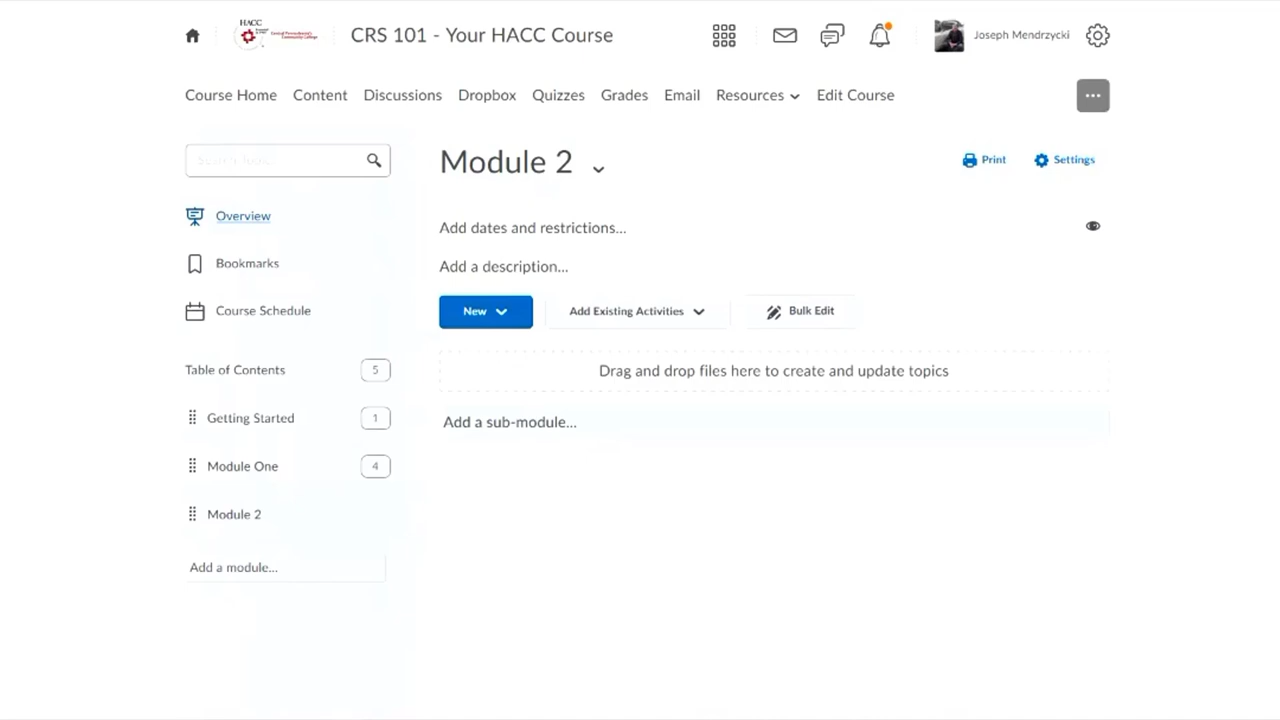 HACC
CRS 101 - Your HACC Course
Joseph Mendrzycki
Course Home Content Discussions Dropbox Quizzes Grades Email Resources Edit Course
Module 2
Print Settings
Overview
Add dates and restrictions...
Bookmarks
Add a description...
Course Schedule
New Add Existing Activities Bulk Edit
Table of Contents 5
Drag and drop files here to create and update topics
Getting Started 1
Add a sub-module...
Module One 4
Module 2
Add a module...